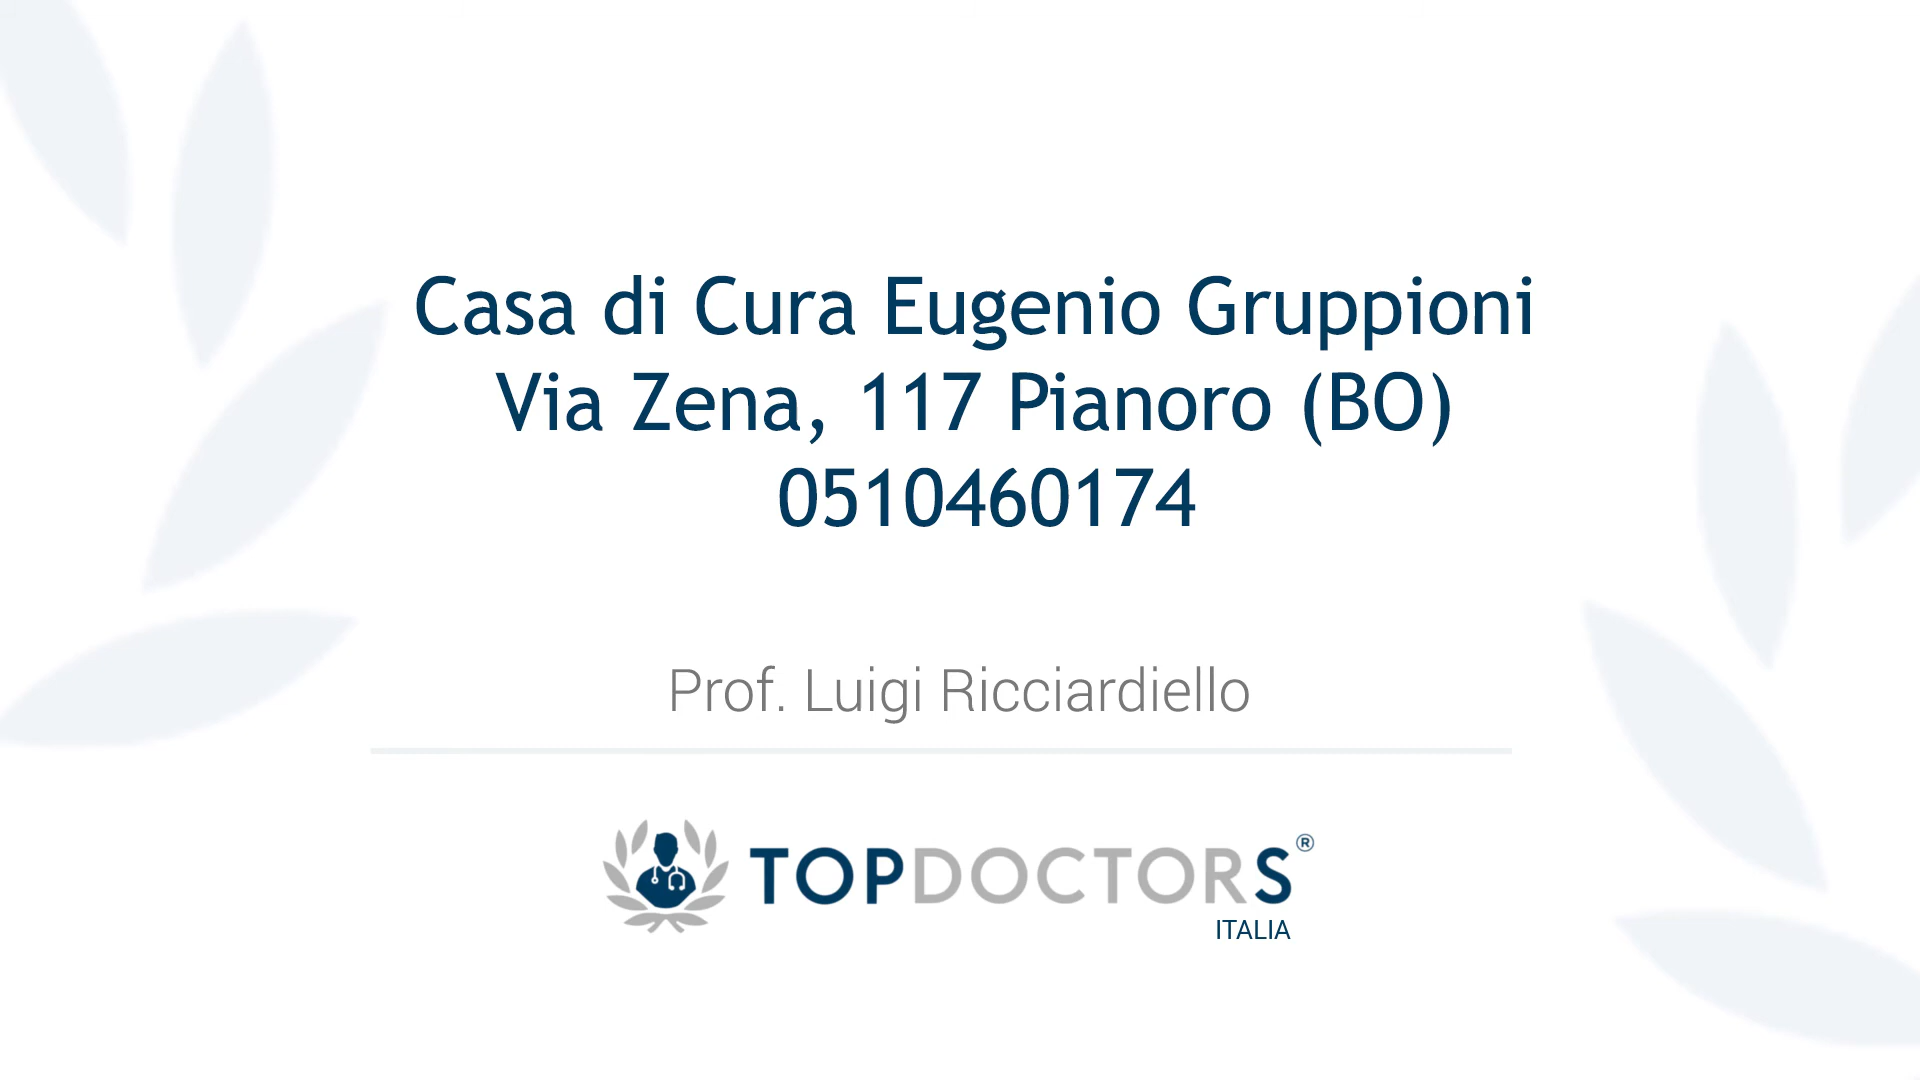 Casa di Cura Eugenio Gruppioni
Via Zena, 117 Pianoro (BO)
0510460174
Prof. Luigi Ricciardiello
TOPDOCTORS®
ITALIA